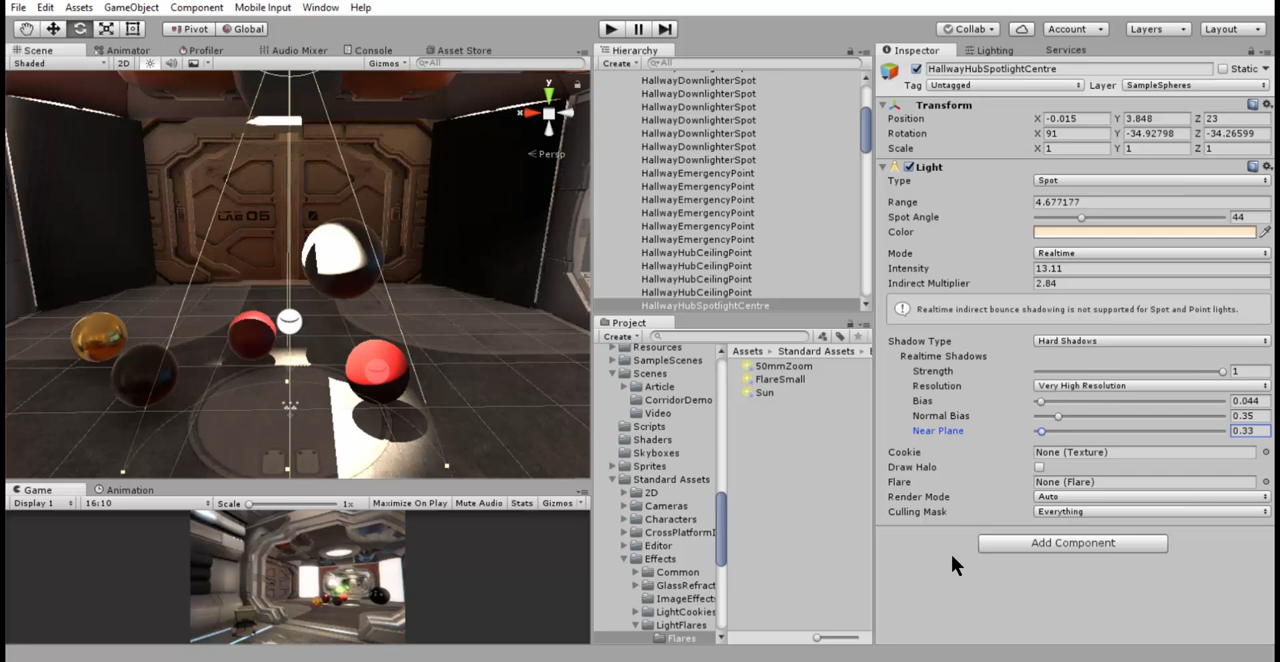 File Edit Assets GameObject Component Mobile Input Window Help
Pivot Global Collab Account Layers Layout
Scene Animator Profiler Audio Mixer Console Asset Store
Shaded 2D Gizmos All
y
x
Persp
LAB 05
Game Animation
Display 1 16:10 Scale 1x Maximize On Play Mute Audio Stats Gizmos
Hierarchy
Create All
HallwayDownlighterSpot
HallwayDownlighterSpot
HallwayDownlighterSpot
HallwayDownlighterSpot
HallwayDownlighterSpot
HallwayDownlighterSpot
HallwayDownlighterSpot
HallwayEmergencyPoint
HallwayEmergencyPoint
HallwayEmergencyPoint
HallwayEmergencyPoint
HallwayEmergencyPoint
HallwayEmergencyPoint
HallwayHubCeilingPoint
HallwayHubCeilingPoint
HallwayHubCeilingPoint
HallwayHubCeilingPoint
HallwayHubSpotlightCentre
Project
Create
Resources
SampleScenes
Scenes
Article
CorridorDemo
Video
Scripts
Shaders
Skyboxes
Sprites
Standard Assets
2D
Cameras
Characters
CrossPlatformI
Editor
Effects
Common
GlassRefract
ImageEffects
LightCookies
LightFlares
Flares
Assets Standard Assets
50mmZoom
FlareSmall
Sun
Inspector Lighting Services
HallwayHubSpotlightCentre Static
Tag Untagged Layer SampleSpheres
Transform
Position X -0.015 Y 3.848 Z 23
Rotation X 91 Y -34.92798 Z -34.26599
Scale X 1 Y 1 Z 1
Light
Type Spot
Range 4.677177
Spot Angle 44
Color
Mode Realtime
Intensity 13.11
Indirect Multiplier 2.84
Realtime indirect bounce shadowing is not supported for Spot and Point lights.
Shadow Type Hard Shadows
Realtime Shadows
Strength 1
Resolution Very High Resolution
Bias 0.044
Normal Bias 0.35
Near Plane 0.33
Cookie None (Texture)
Draw Halo
Flare None (Flare)
Render Mode Auto
Culling Mask Everything
Add Component